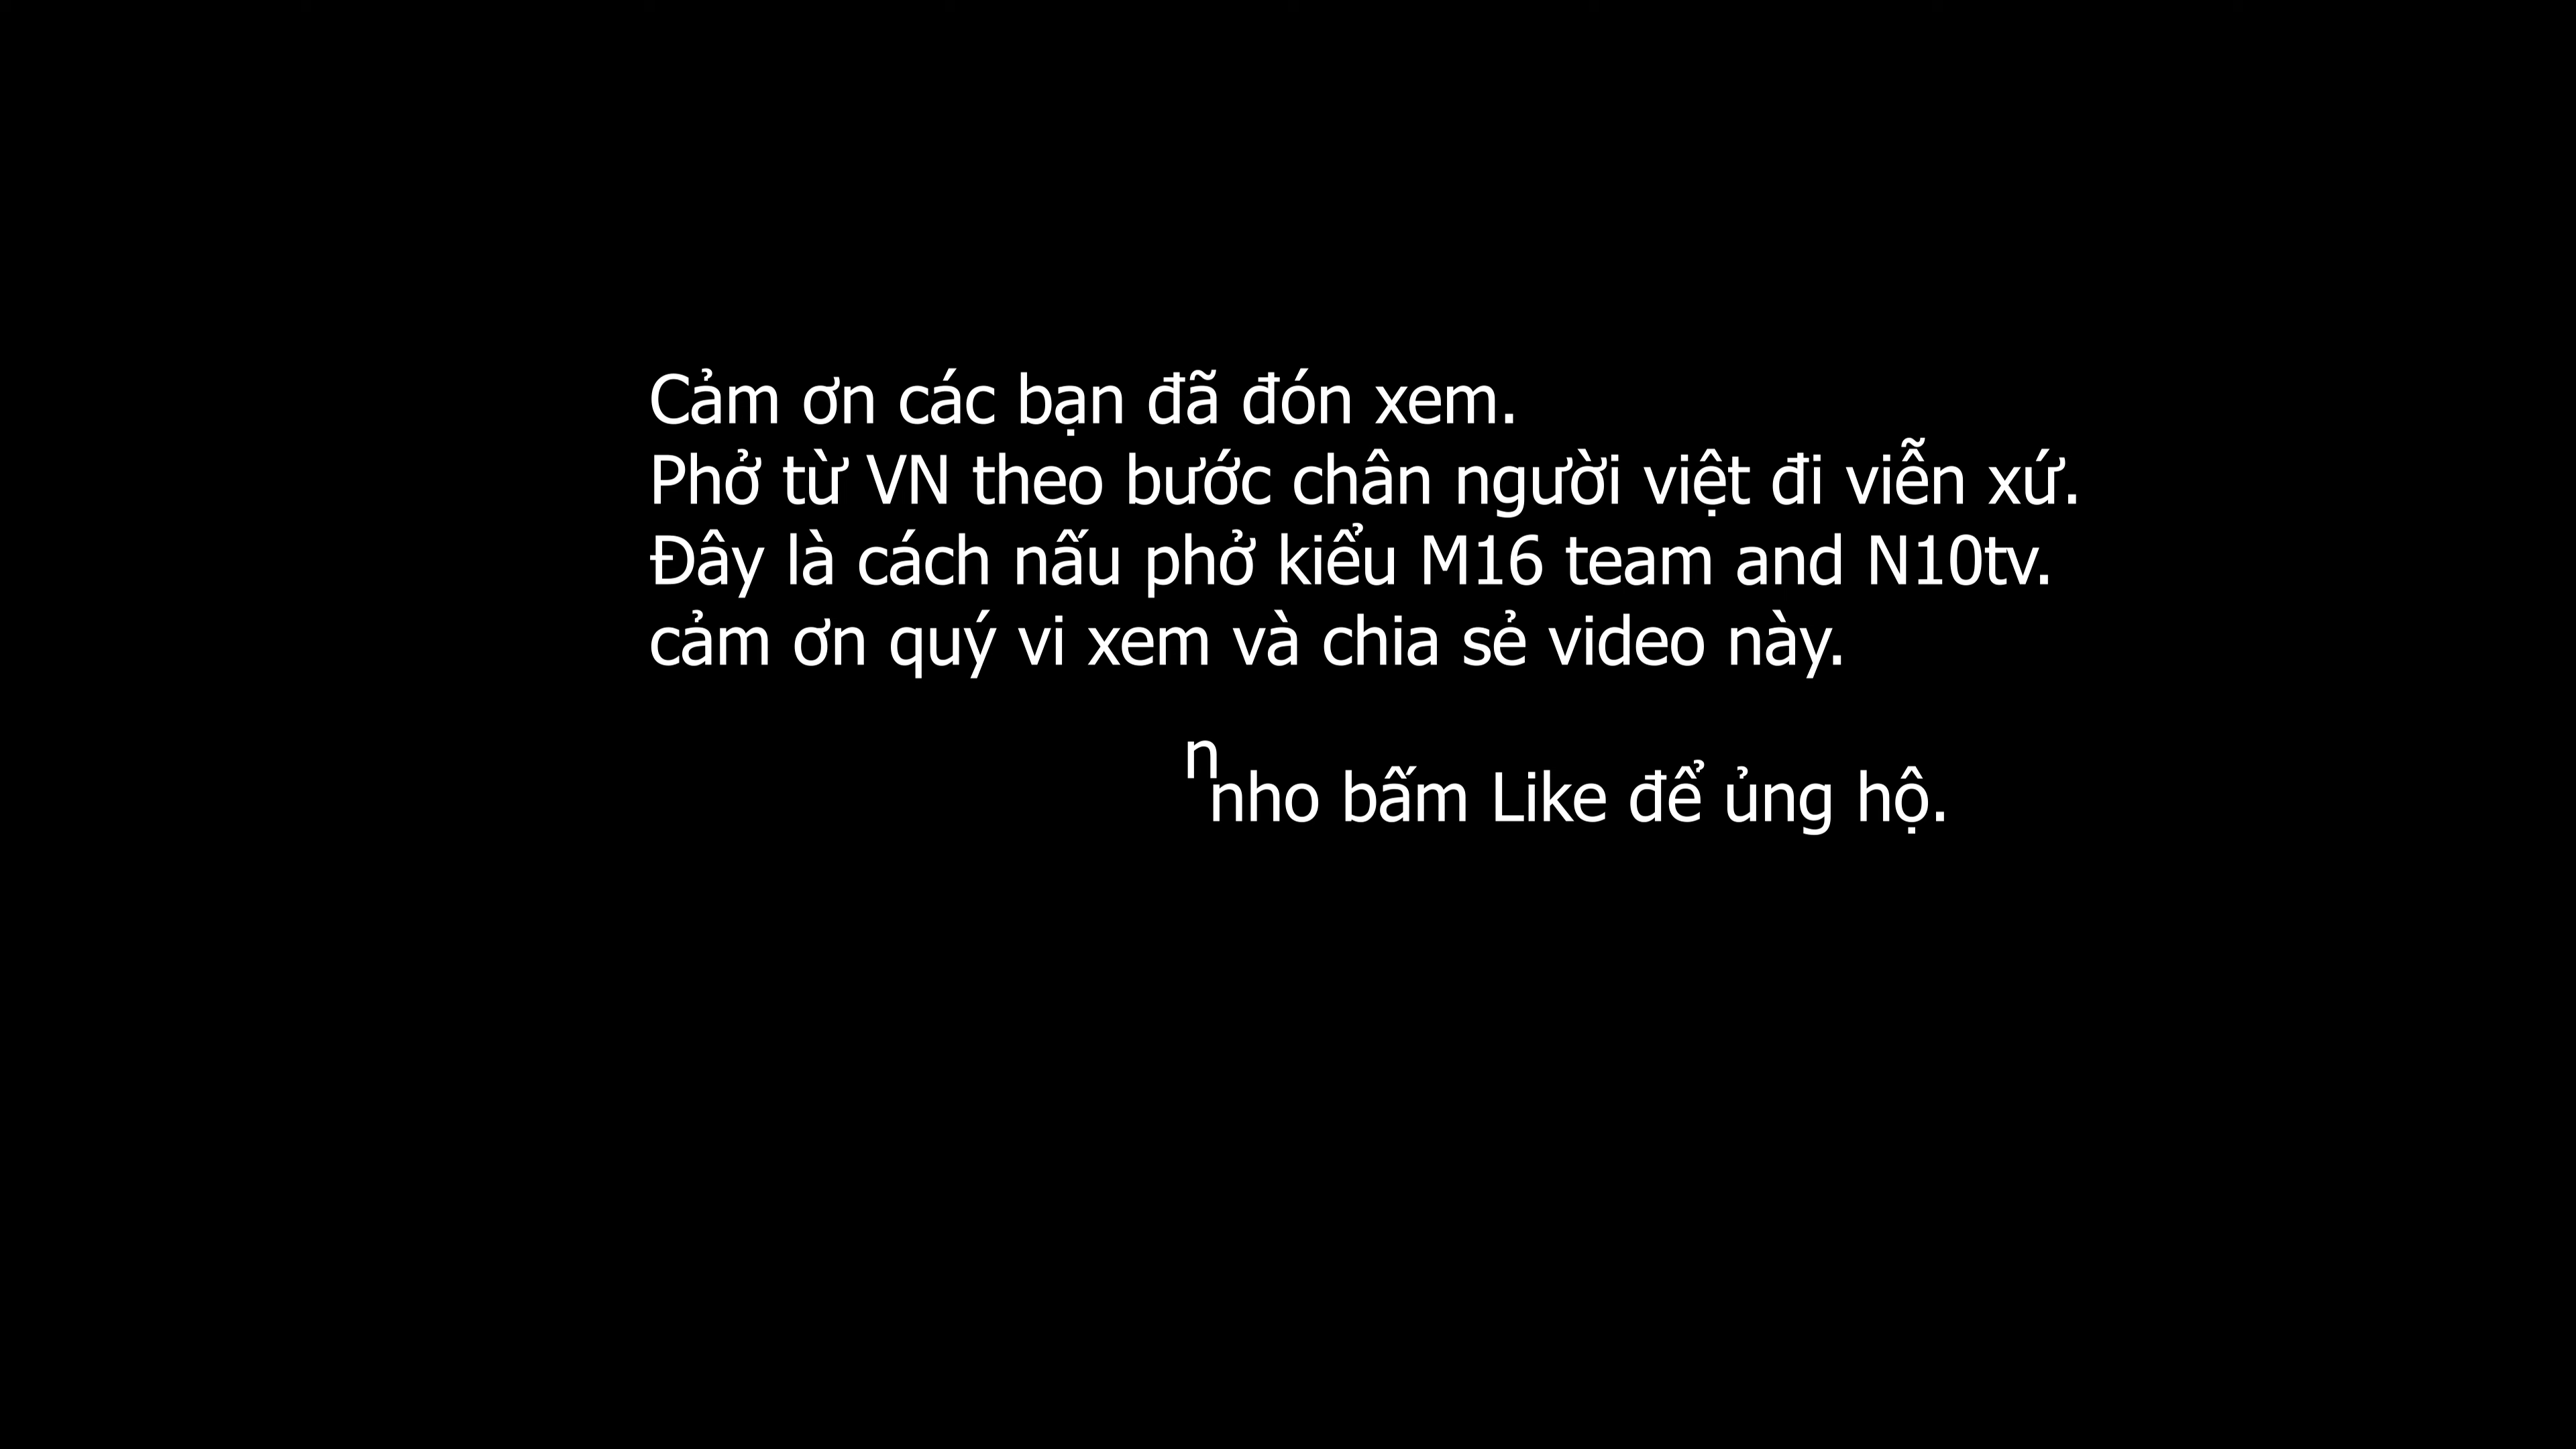 Cảm ơn các bạn đã đón xem.
Phở từ VN theo bước chân người việt đi viễn xứ.
Đây là cách nấu phở kiểu M16 team and N10tv.
cảm ơn quý vi xem và chia sẻ video này.
n
nho bấm Like để ủng hộ.